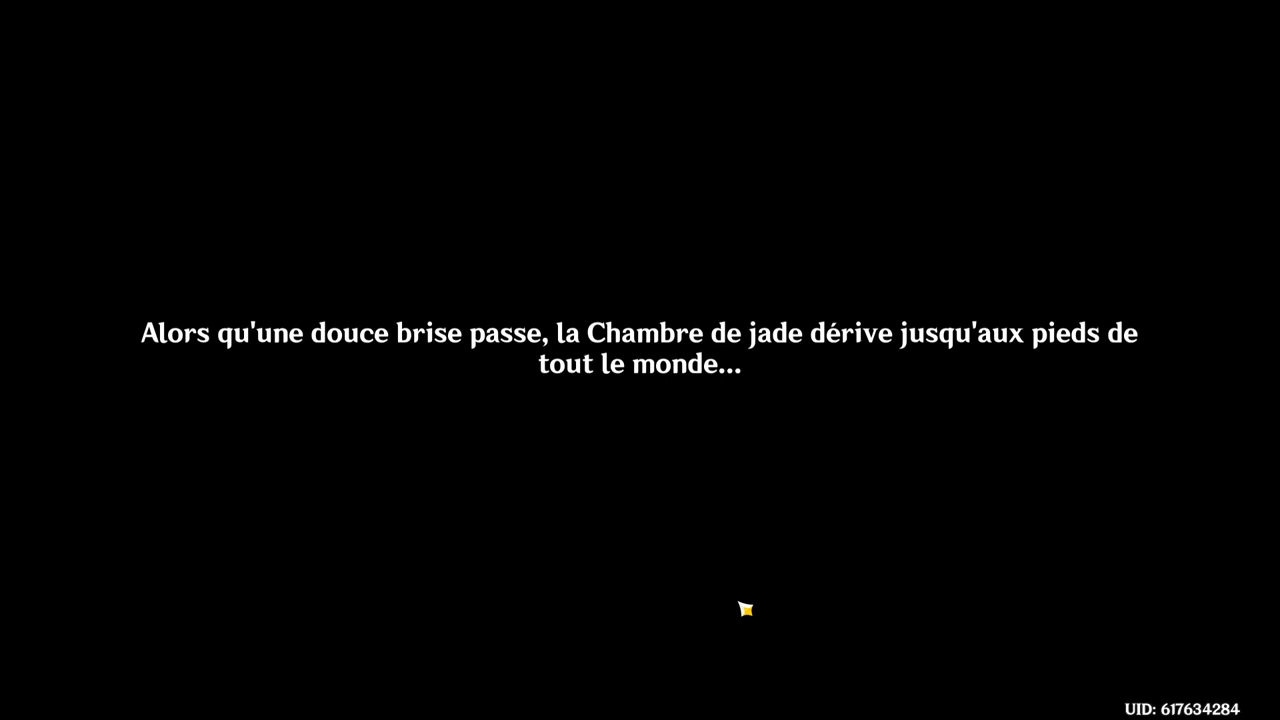 Alors qu'une douce brise passe, la Chambre de jade dérive jusqu'aux pieds de
tout le monde...
UID: 617634284